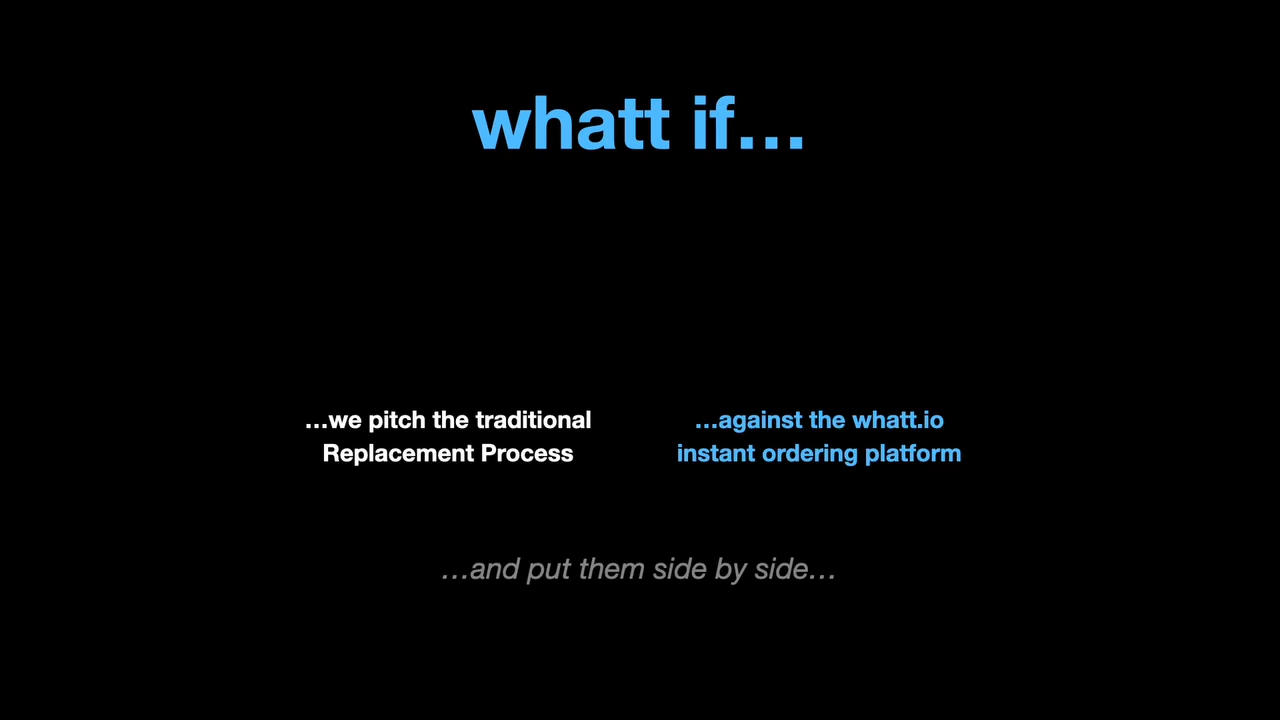 whatt if…
…we pitch the traditional
Replacement Process
…against the whatt.io
instant ordering platform
…and put them side by side…